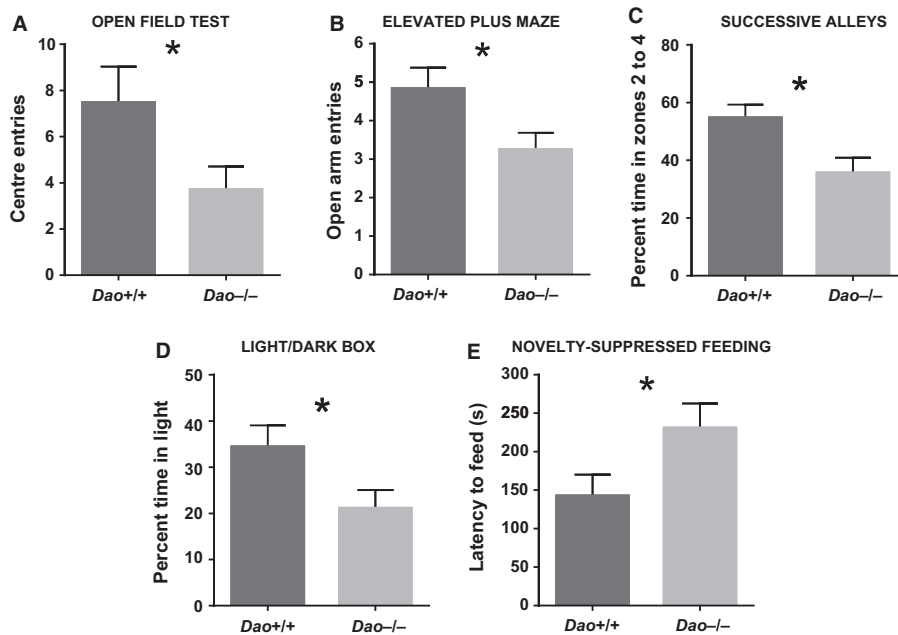 A OPEN FIELD TEST
*
Centre entries
10
8
6
4
2
0
Dao+/+ Dao–/–
B ELEVATED PLUS MAZE
*
Open arm entries
6
5
4
3
2
1
0
Dao+/+ Dao–/–
C SUCCESSIVE ALLEYS
*
Percent time in zones 2 to 4
80
60
40
20
0
Dao+/+ Dao–/–
D LIGHT/DARK BOX
*
Percent time in light
50
40
30
20
10
0
Dao+/+ Dao–/–
E NOVELTY-SUPPRESSED FEEDING
*
Latency to feed (s)
300
250
200
150
100
50
0
Dao+/+ Dao–/–